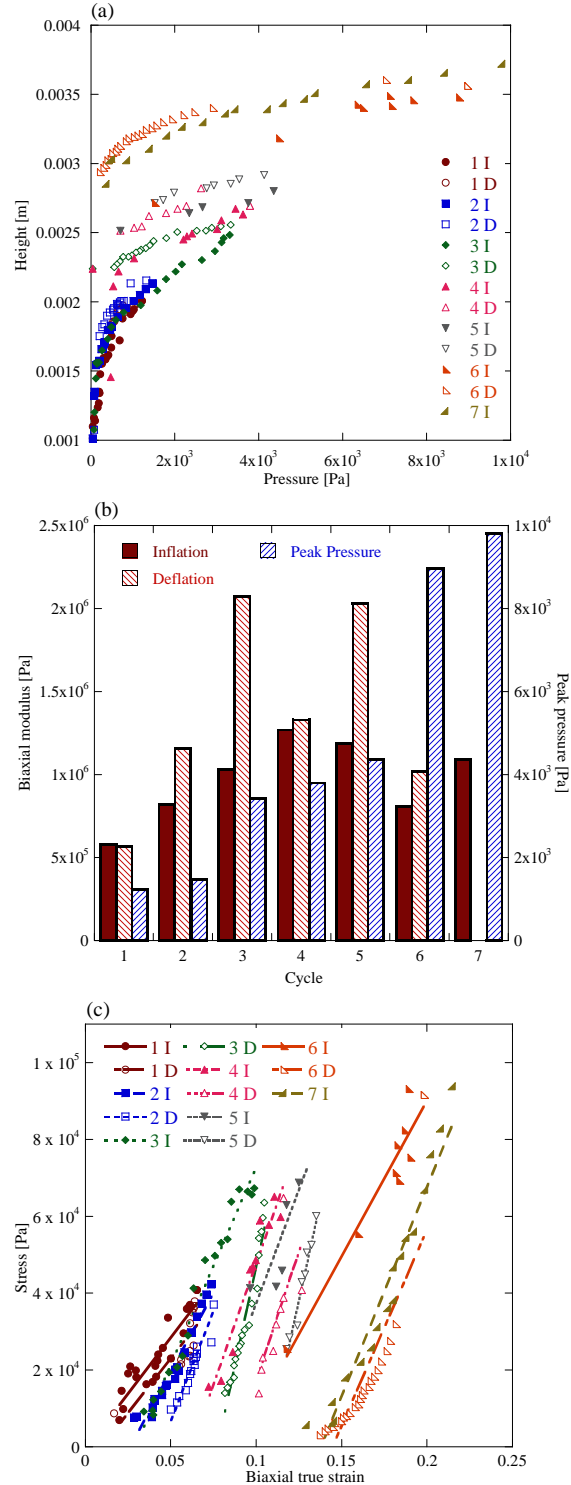 (a)
0.004
0.0035
0.003
0.0025
0.002
0.0015
0.001
Height [m]
1 I
1 D
2 I
2 D
3 I
3 D
4 I
4 D
5 I
5 D
6 I
6 D
7 I
0 2x10³ 4x10³ 6x10³ 8x10³ 1x10⁴
Pressure [Pa]
(b)
2.5x10⁶
2x10⁶
1.5x10⁶
1x10⁶
5x10⁵
0
Biaxial modulus [Pa]
Inflation
Deflation
Peak Pressure
1x10⁴
8x10³
6x10³
4x10³
2x10³
0
Peak pressure [Pa]
1 2 3 4 5 6 7
Cycle
(c)
1 x 10⁵
8 x 10⁴
6 x 10⁴
4 x 10⁴
2 x 10⁴
0
Stress [Pa]
1 I
1 D
2 I
2 D
3 I
3 D
4 I
4 D
5 I
5 D
6 I
6 D
7 I
0 0.05 0.1 0.15 0.2 0.25
Biaxial true strain